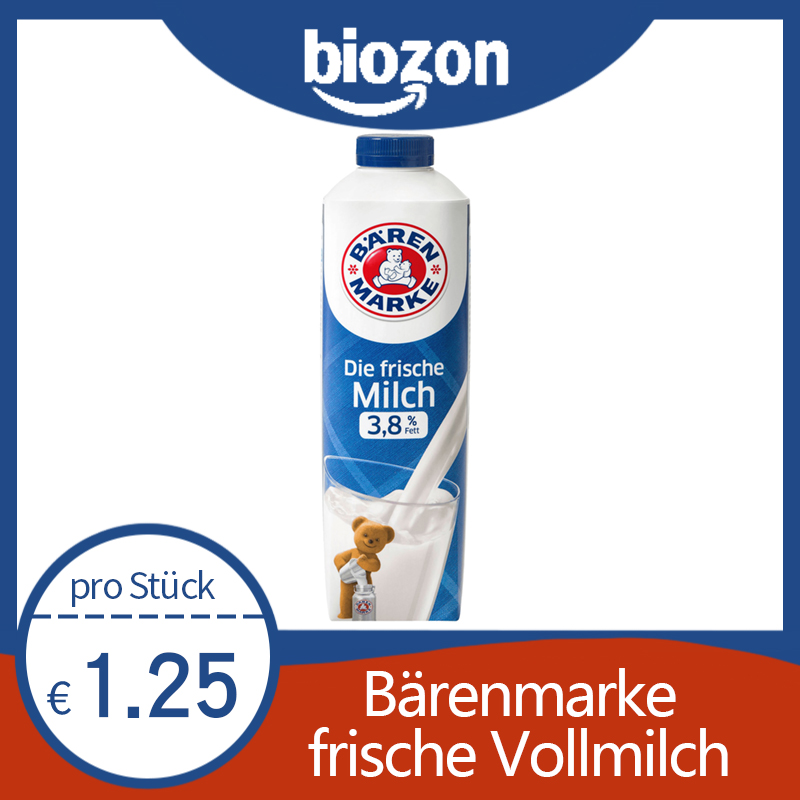 biozon
BÄREN
MARKE
Die frische
Milch
3,8 %
Fett
pro Stück
€ 1.25
Bärenmarke
frische Vollmilch